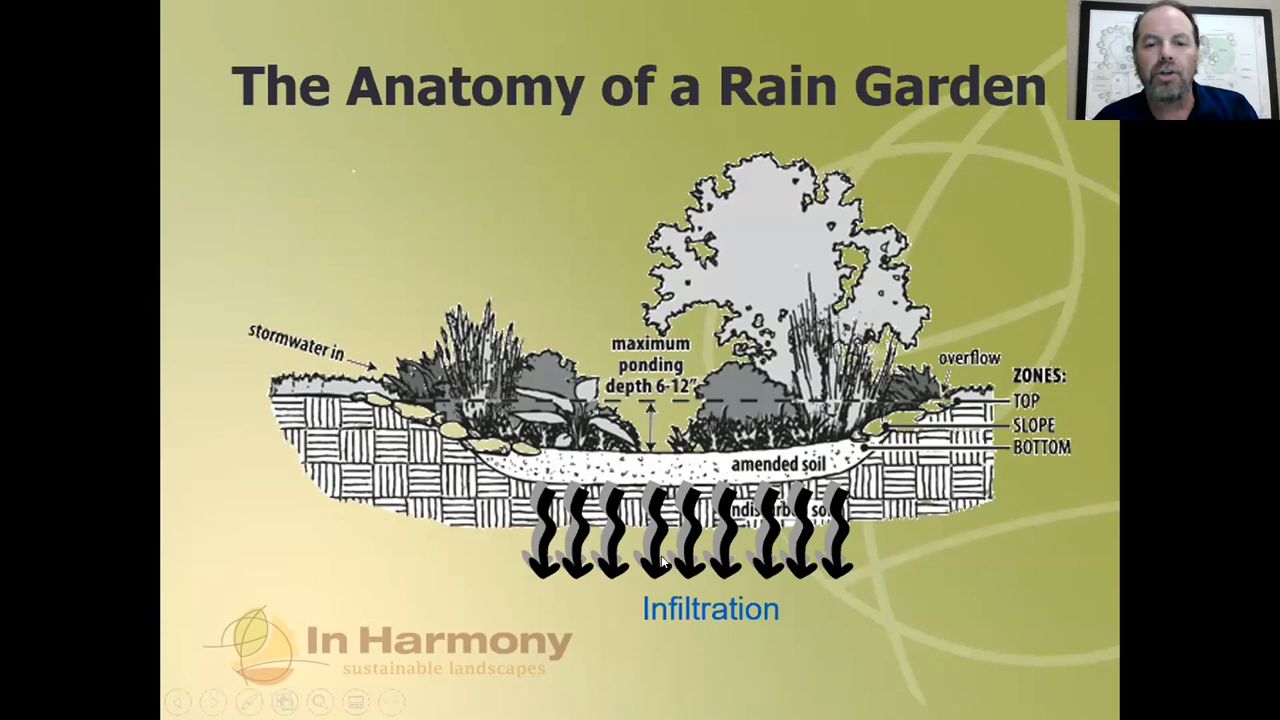 The Anatomy of a Rain Garden
stormwater in
maximum
ponding
depth 6-12"
overflow
ZONES:
TOP
SLOPE
BOTTOM
amended soil
Infiltration
In Harmony
sustainable landscapes